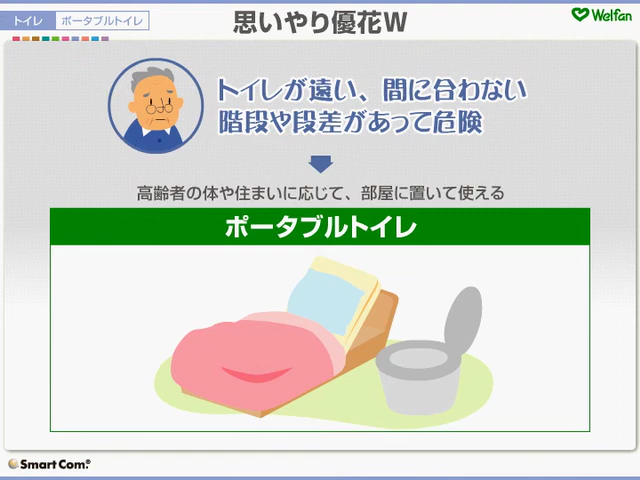 トイレ ポータブルトイレ
思いやり優花W
Welfan
トイレが遠い、間に合わない
階段や段差があって危険
高齢者の体や住まいに応じて、部屋に置いて使える
ポータブルトイレ
Smart Com.®